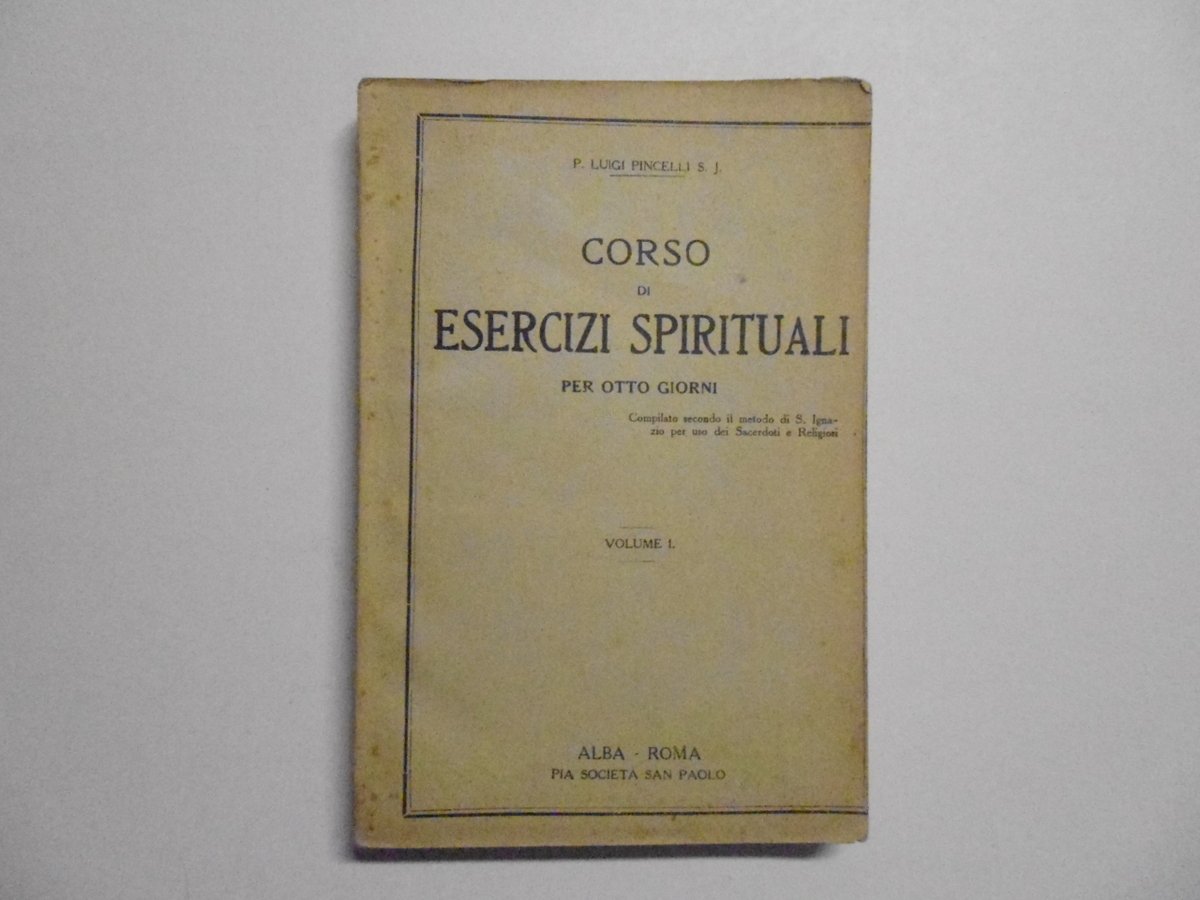 P. LUIGI PINCELLI S. J.
CORSO
DI
ESERCIZI SPIRITUALI
PER OTTO GIORNI
Compilato secondo il metodo di S. Igna-
zio per uso dei Sacerdoti e Religiosi
VOLUME I.
ALBA - ROMA
PIA SOCIETÀ SAN PAOLO